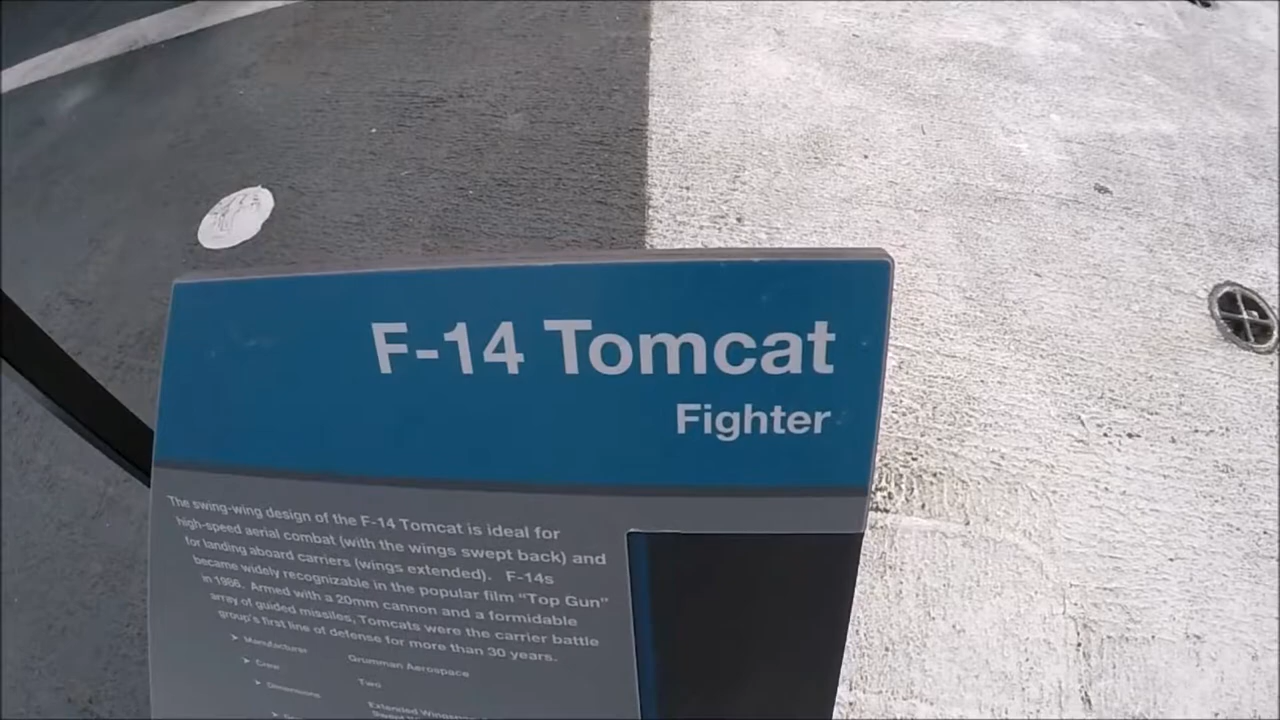 F-14 Tomcat
Fighter
The swing-wing design of the F-14 Tomcat is ideal for
high-speed aerial combat (with the wings swept back) and
for landing aboard carriers (wings extended). F-14s
became widely recognizable in the popular film "Top Gun"
in 1986. Armed with a 20mm cannon and a formidable
array of guided missiles, Tomcats were the carrier battle
group's first line of defense for more than 30 years.
➤ Manufacturer Grumman Aerospace
➤ Crew Two
➤ Dimensions Extended